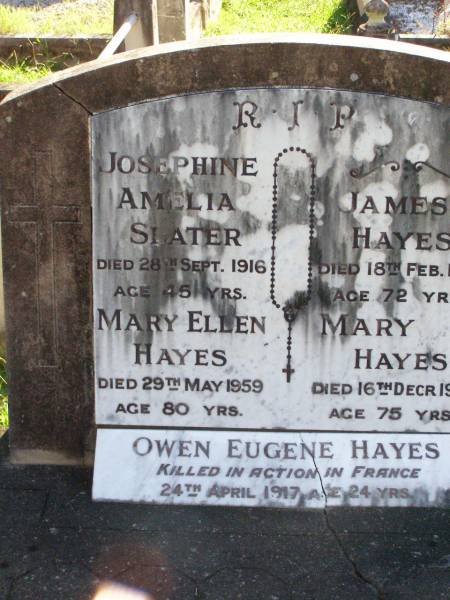 R.I.P
JOSEPHINE
AMELIA
SLATER
DIED 28TH SEPT. 1916
AGE 45 YRS.
MARY ELLEN
HAYES
DIED 29TH MAY 1959
AGE 80 YRS.
JAMES
HAYES
DIED 18TH FEB.
AGE 72 YR
MARY
HAYES
DIED 16TH DECR
AGE 75 YRS
OWEN EUGENE HAYES
KILLED IN ACTION IN FRANCE
24TH APRIL 1917 AGE 24 YRS.